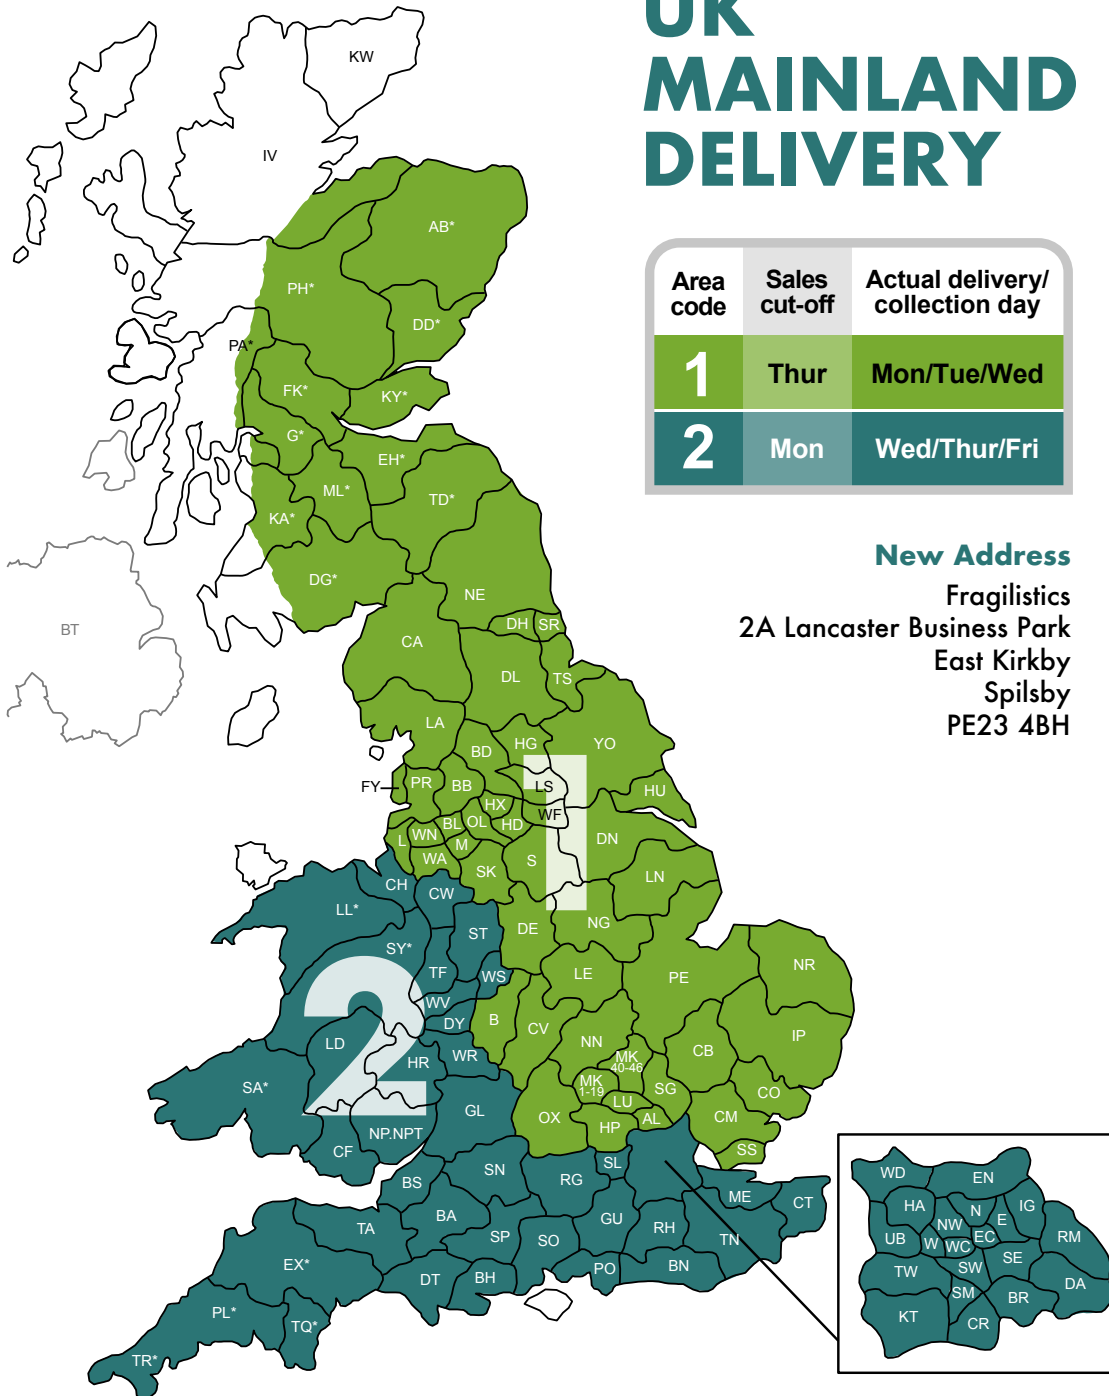 UK
MAINLAND
DELIVERY
Area code
Sales cut-off
Actual delivery/ collection day
1 Thur Mon/Tue/Wed
2 Mon Wed/Thur/Fri
New Address
Fragilistics
2A Lancaster Business Park
East Kirkby
Spilsby
PE23 4BH
KW
IV
AB*
PH*
DD*
PA*
FK*
KY*
G*
EH*
ML*
TD*
KA*
DG*
NE
BT
DH SR
CA
DL
TS
LA
HG
YO
BD
FY
PR
BB
LS
HU
HX
WF
BL OL HD
DN
L WN
M
WA
S
SK
LN
1
CH
CW
LL*
NG
DE
ST
SY*
NR
LE
PE
TF
WS
2
WV
B
DY
CV
IP
NN
LD
CB
WR
HR
MK
40-46
MK
1-19
SG
SA*
CO
LU
GL
OX
AL
CM
HP
NP.NPT
CF
SS
SL
SN
RG
BS
ME
CT
BA
GU
TA
RH
SP
SO
TN
EX*
PO
BN
DT
BH
PL*
TQ*
TR*
WD
EN
HA
N
IG
NW
E
EC
UB
W
WC
RM
SE
SW
TW
DA
SM
BR
KT
CR